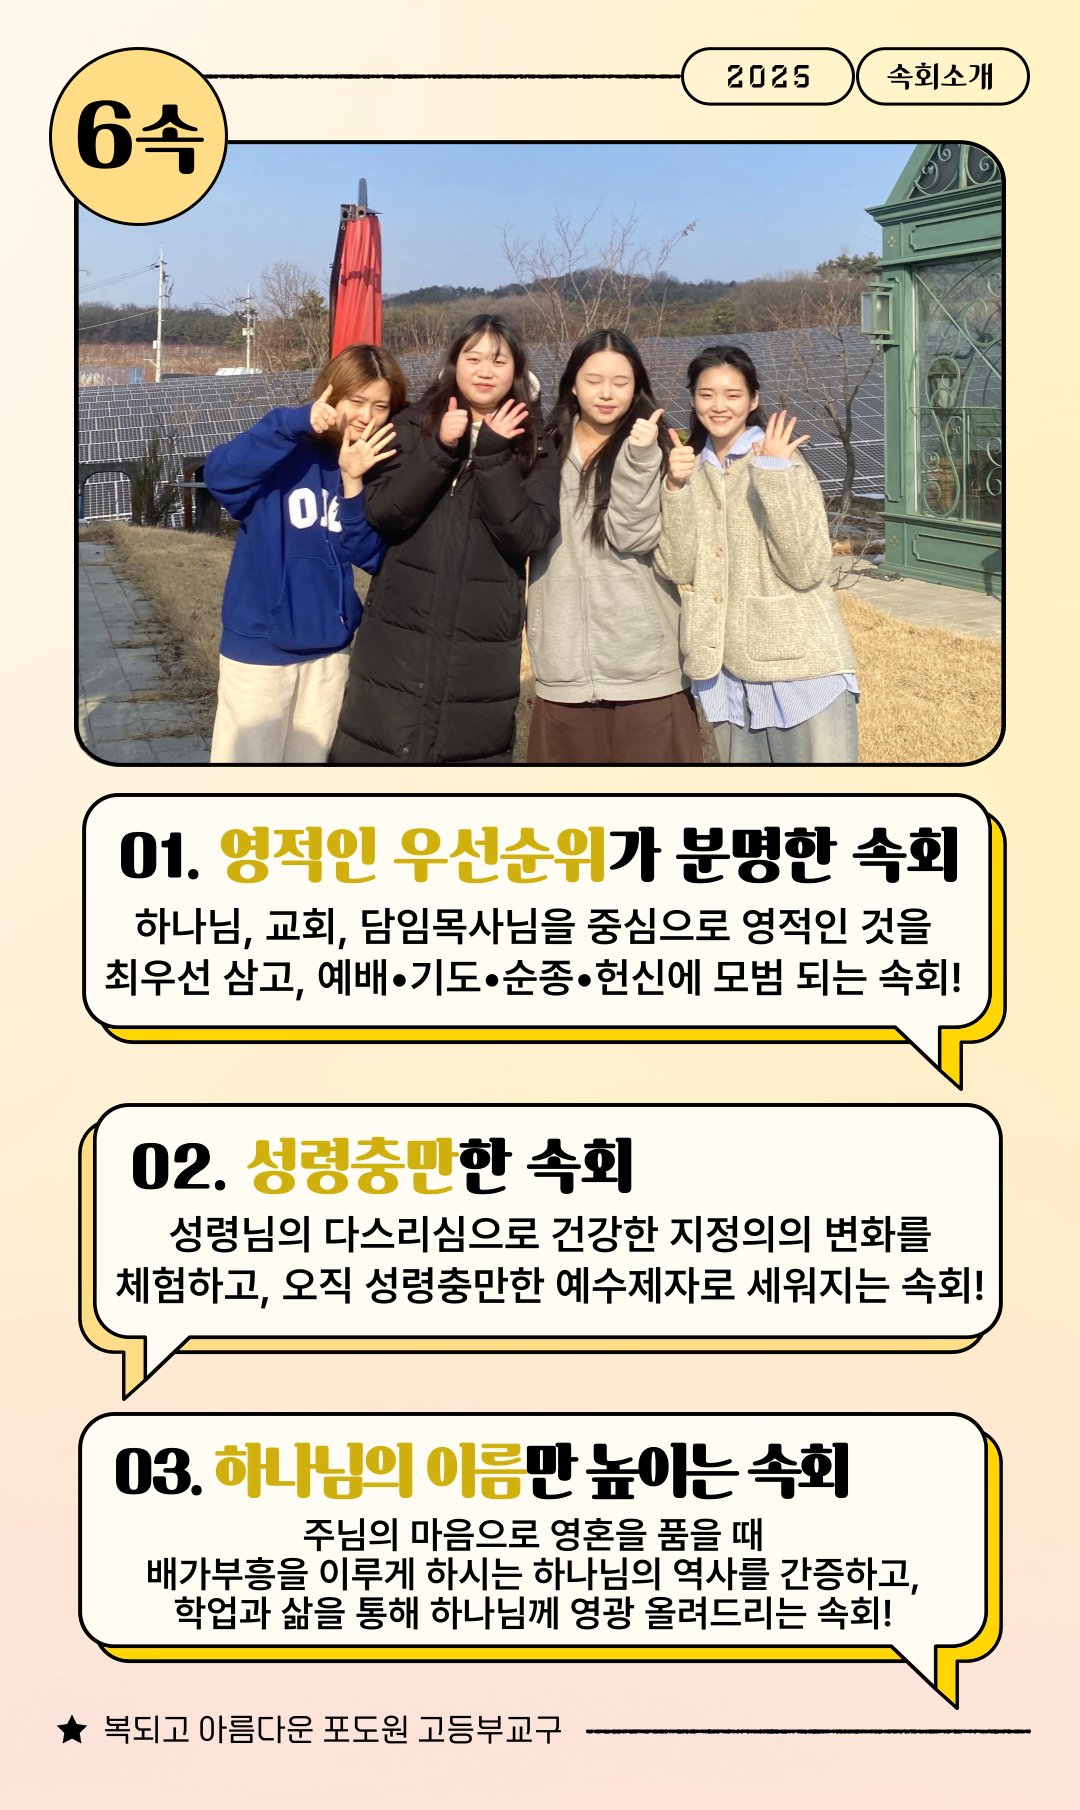 6속
2025
속회소개
01. 영적인 우선순위가 분명한 속회
하나님, 교회, 담임목사님을 중심으로 영적인 것을
최우선 삼고, 예배•기도•순종•헌신에 모범 되는 속회!
02. 성령충만한 속회
성령님의 다스리심으로 건강한 지정의의 변화를
체험하고, 오직 성령충만한 예수제자로 세워지는 속회!
03. 하나님의 이름만 높이는 속회
주님의 마음으로 영혼을 품을 때
배가부흥을 이루게 하시는 하나님의 역사를 간증하고,
학업과 삶을 통해 하나님께 영광 올려드리는 속회!
★ 복되고 아름다운 포도원 고등부교구